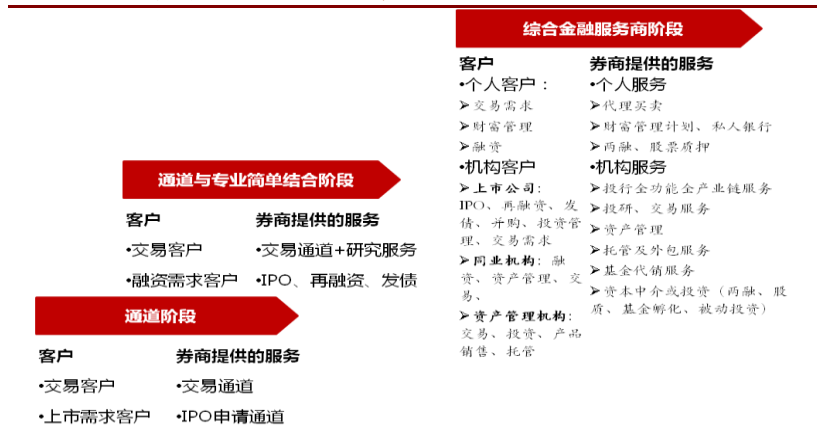 综合金融服务商阶段
客户
•个人客户：
➢交易需求
➢财富管理
➢融资
•机构客户
➢上市公司：
IPO、再融资、发
债、并购、投资管
理、交易需求
➢同业机构：融
资、资产管理、交
易、
➢资产管理机构：
交易、投资、产品
销售、托管
券商提供的服务
•个人服务
➢代理买卖
➢财富管理计划、私人银行
➢两融、股票质押
•机构服务
➢投行全功能全产业链服务
➢投研、交易服务
➢资产管理
➢托管及外包服务
➢基金代销服务
➢资本中介或投资（两融、股
质、基金孵化、被动投资）
通道与专业简单结合阶段
客户
•交易客户
•融资需求客户
券商提供的服务
•交易通道+研究服务
•IPO、再融资、发债
通道阶段
客户
•交易客户
•上市需求客户
券商提供的服务
•交易通道
•IPO申请通道